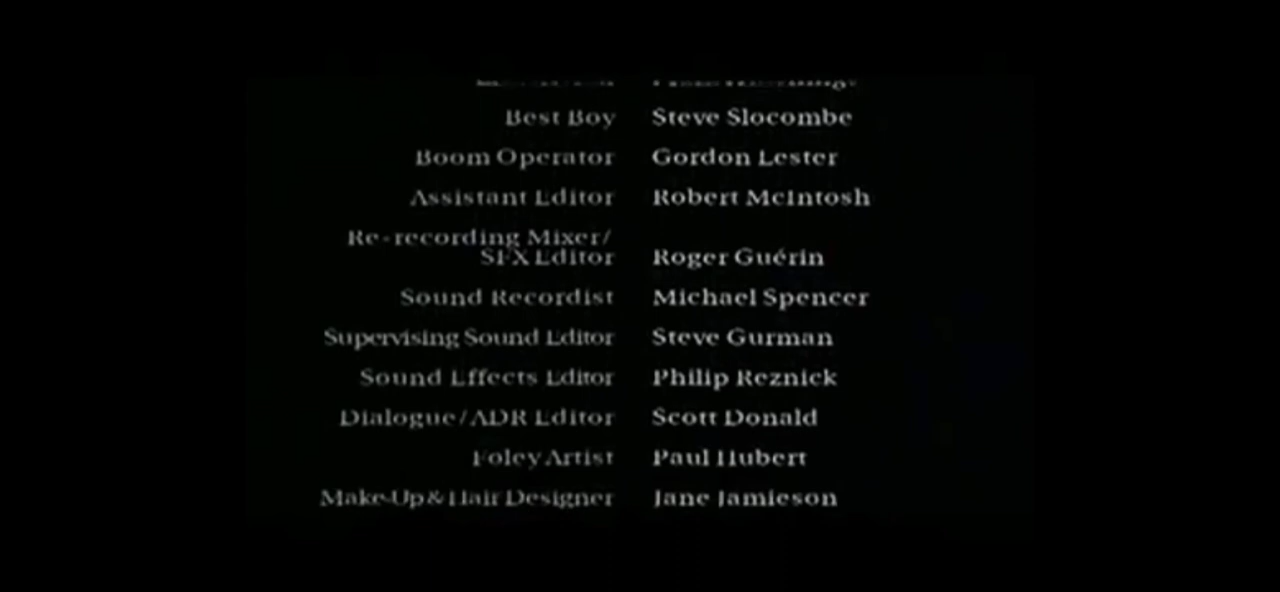 Best Boy Steve Slocombe
Boom Operator Gordon Lester
Assistant Editor Robert McIntosh
Re-recording Mixer/
SFX Editor Roger Guérin
Sound Recordist Michael Spencer
Supervising Sound Editor Steve Gurman
Sound Effects Editor Philip Reznick
Dialogue/ADR Editor Scott Donald
Foley Artist Paul Hubert
Make-Up & Hair Designer Jane Jamieson